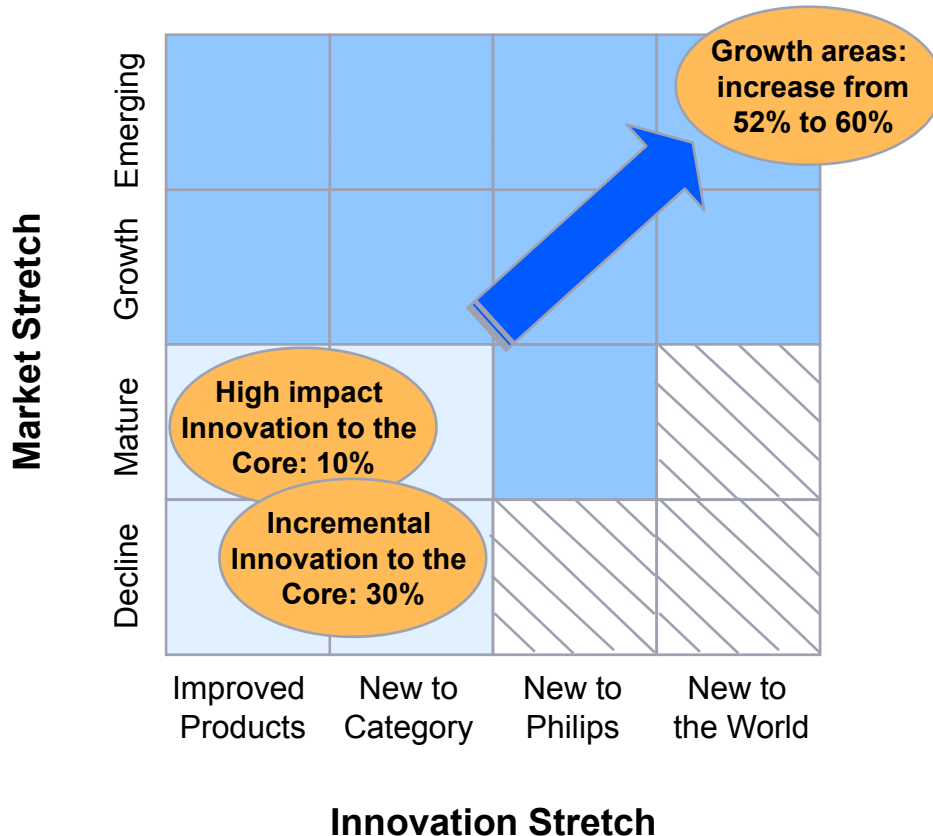 Growth areas:
increase from
52% to 60%
Market Stretch
Emerging
Growth
Mature
Decline
High impact
Innovation to the
Core: 10%
Incremental
Innovation to the
Core: 30%
Improved
Products
New to
Category
New to
Philips
New to
the World
Innovation Stretch